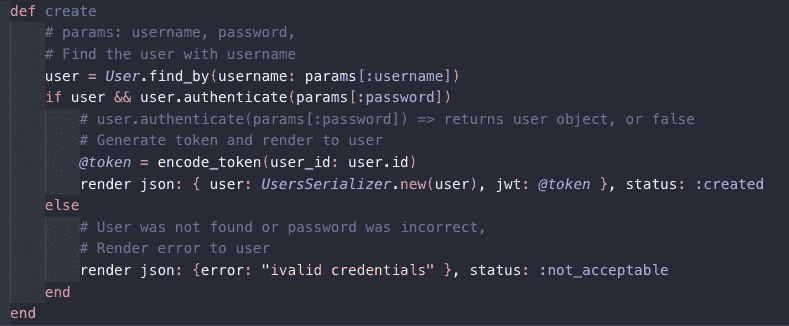 def create
# params: username, password,
# Find the user with username
user = User.find_by(username: params[:username])
if user && user.authenticate(params[:password])
# user.authenticate(params[:password]) => returns user object, or false
# Generate token and render to user
@token = encode_token(user_id: user.id)
render json: { user: UsersSerializer.new(user), jwt: @token }, status: :created
else
# User was not found or password was incorrect,
# Render error to user
render json: {error: "ivalid credentials" }, status: :not_acceptable
end
end